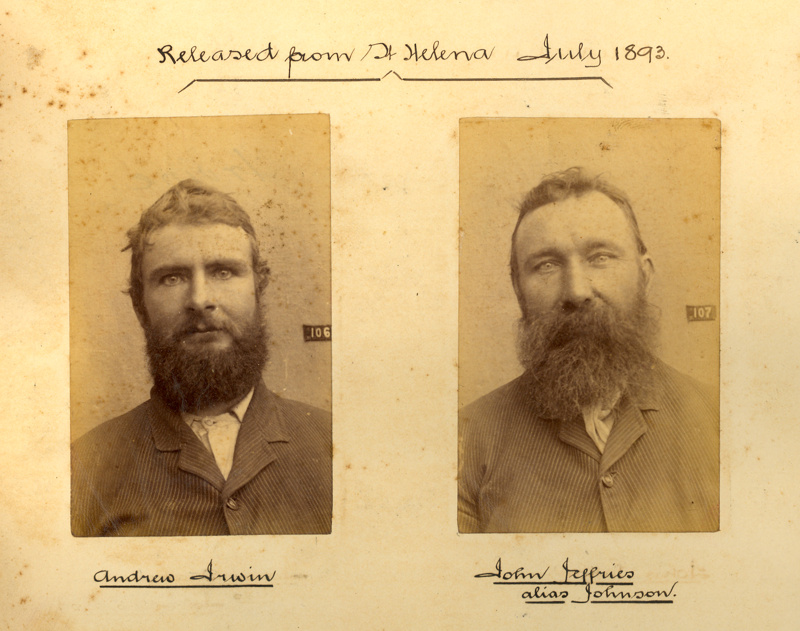 Released from St Helena July 1893.
106
107
Andrew Irwin
John Jeffries
alias Johnson.